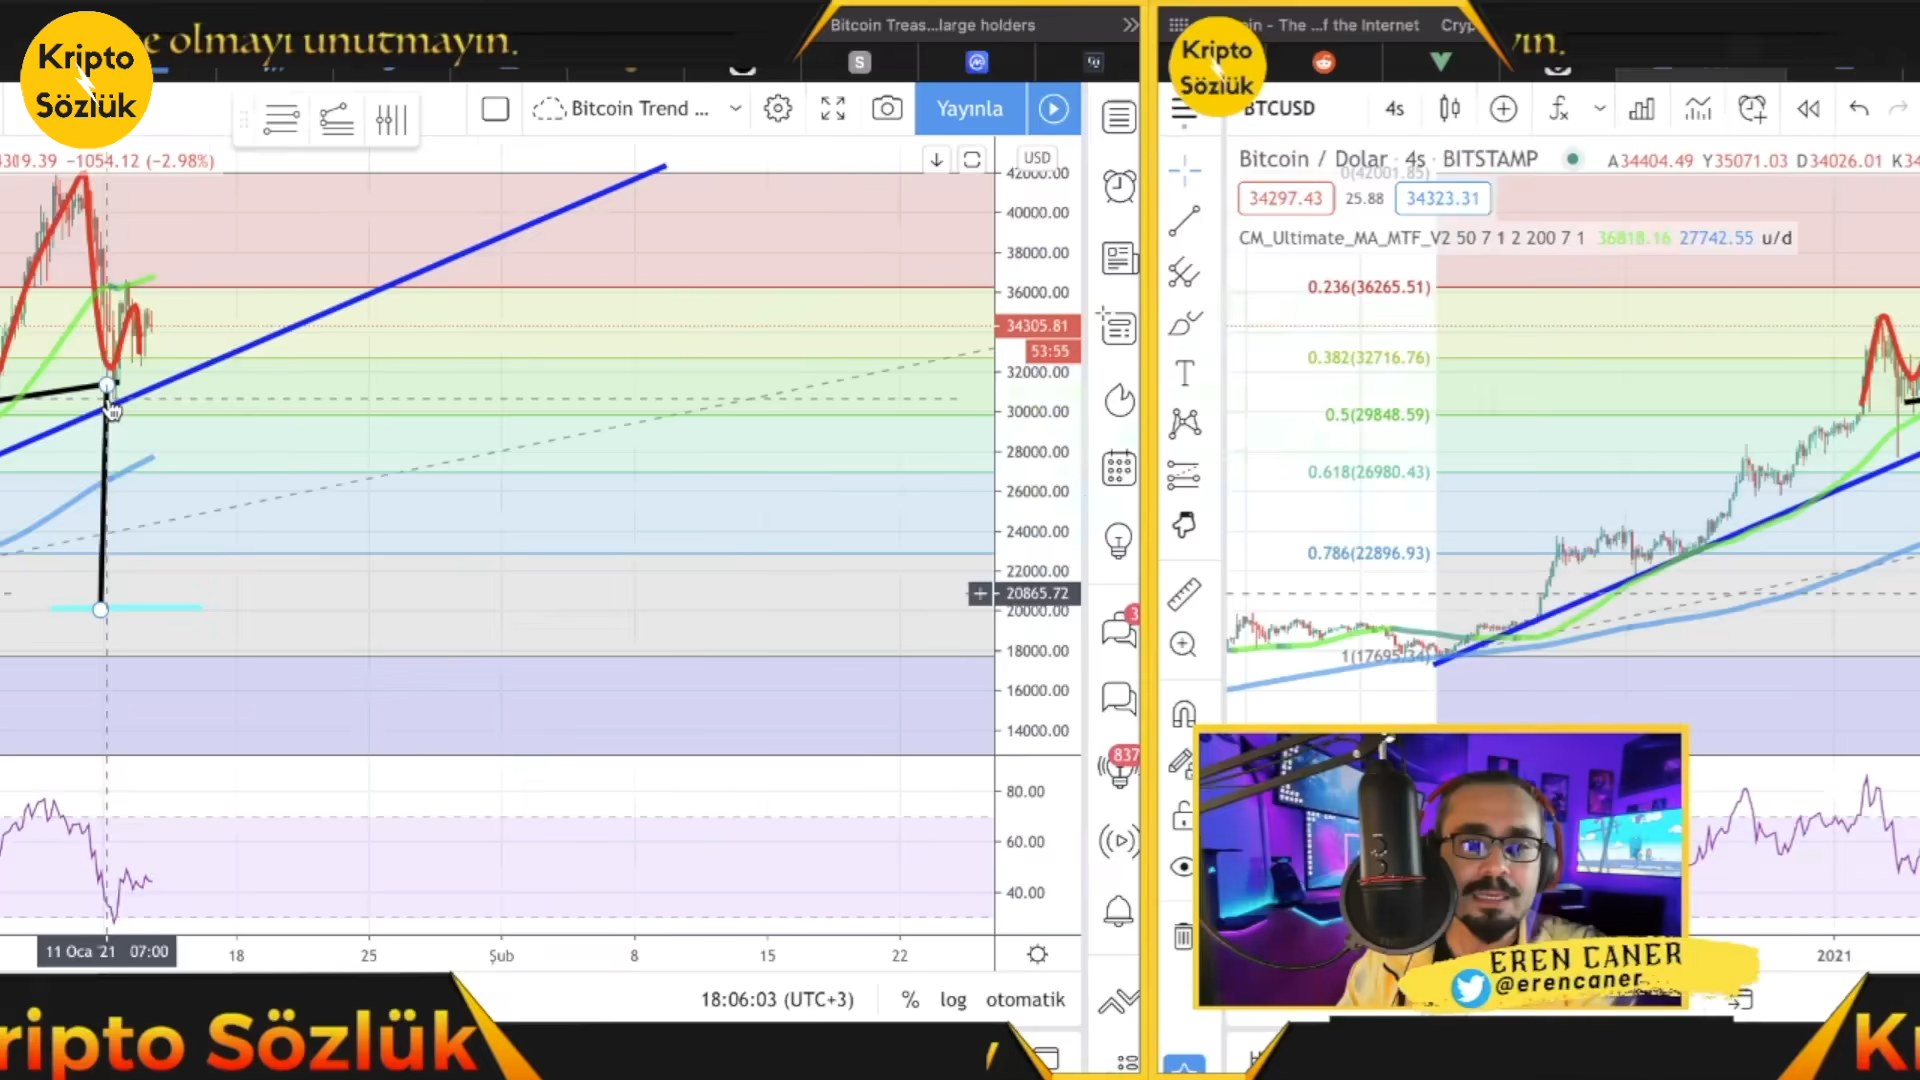 e olmayı unutmayın.
Kripto
Sözlük
Bitcoin Treas...large holders
S
Bitcoin Trend ...
Yayınla
4309.39 −1054.12 (−2.98%)
USD
42000.00
40000.00
38000.00
36000.00
34305.81
53:55
32000.00
30000.00
28000.00
26000.00
24000.00
22000.00
20865.72
20000.00
18000.00
16000.00
14000.00
80.00
60.00
40.00
11 Oca '21 07:00
18
25
Şub
8
15
22
18:06:03 (UTC+3)
% log otomatik
837
ripto Sözlük
in - The ...f the Internet
Kripto
Sözlük
yın.
BTCUSD
4s
Bitcoin / Dolar · 4s · BITSTAMP
A34404.49 Y35071.03 D34026.01 K34
0(42001.85)
34297.43
25.88
34323.31
CM_Ultimate_MA_MTF_V2 50 7 1 2 200 7 1 36818.16 27742.55 u/d
0.236(36265.51)
0.382(32716.76)
0.5(29848.59)
0.618(26980.43)
0.786(22896.93)
1(17695.34)
EREN CANER
@erencaner
2021
K